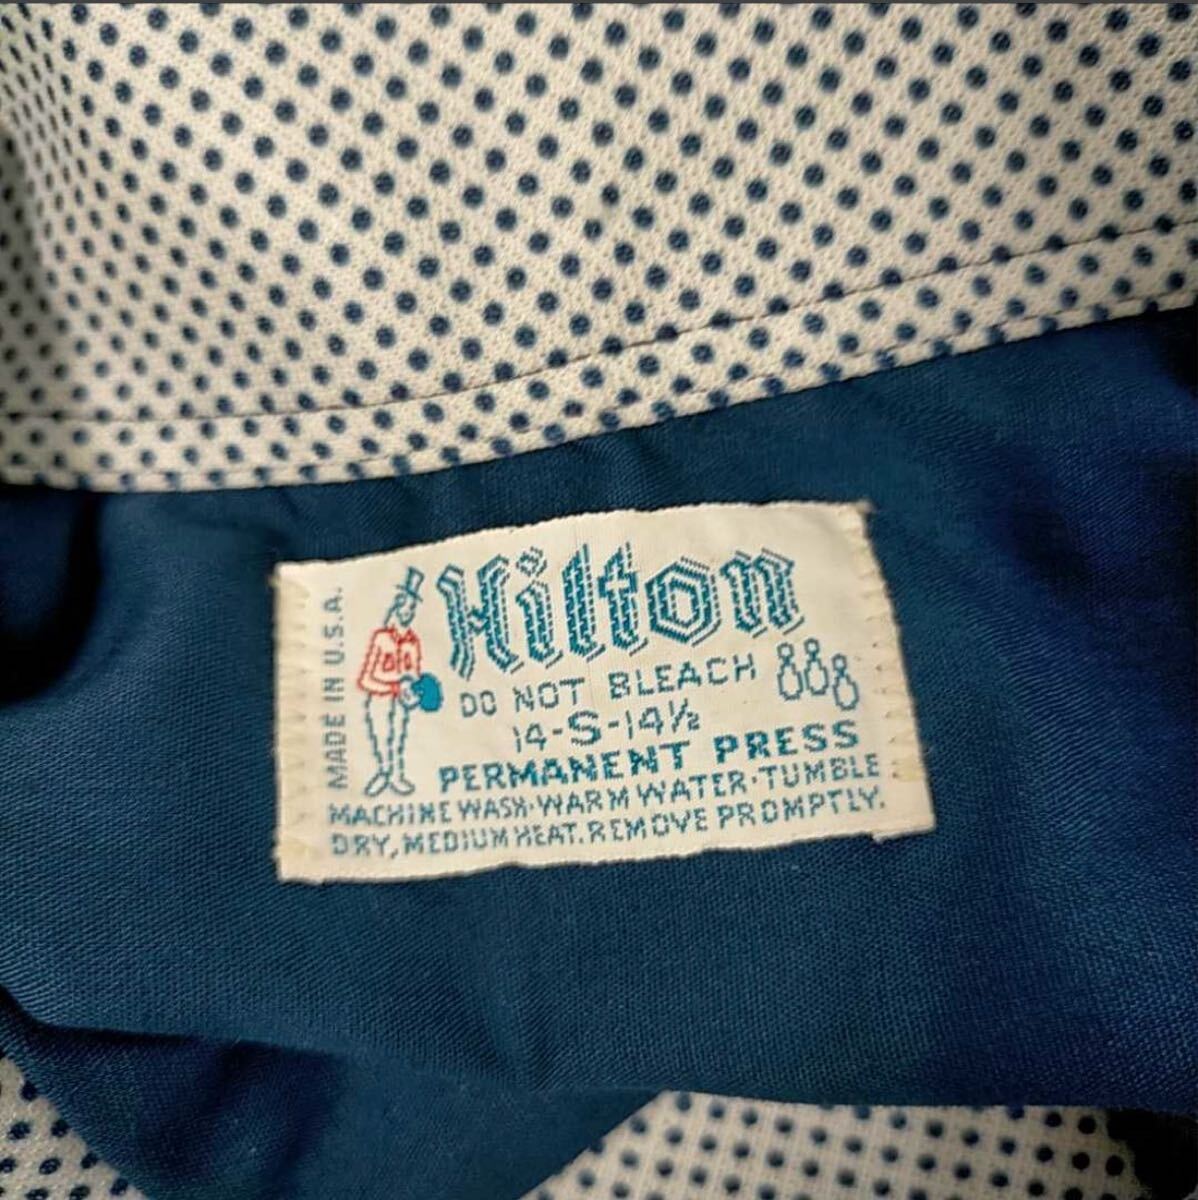 MADE IN U.S.A.
Hilton
DO NOT BLEACH
14-S-14½
PERMANENT PRESS
MACHINE WASH·WARM WATER·TUMBLE
DRY, MEDIUM HEAT. REMOVE PROMPTLY.